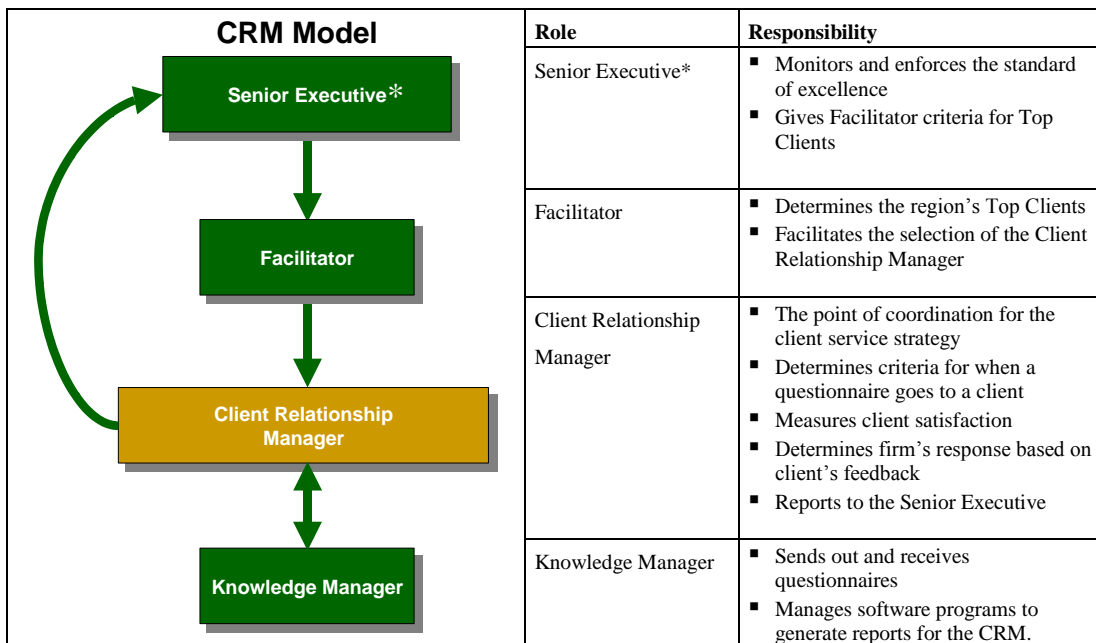 CRM Model
Senior Executive*
Facilitator
Client Relationship
Manager
Knowledge Manager
Role
Responsibility
Senior Executive*
▪ Monitors and enforces the standard
of excellence
▪ Gives Facilitator criteria for Top
Clients
Facilitator
▪ Determines the region’s Top Clients
▪ Facilitates the selection of the Client
Relationship Manager
Client Relationship
Manager
▪ The point of coordination for the
client service strategy
▪ Determines criteria for when a
questionnaire goes to a client
▪ Measures client satisfaction
▪ Determines firm’s response based on
client’s feedback
▪ Reports to the Senior Executive
Knowledge Manager
▪ Sends out and receives
questionnaires
▪ Manages software programs to
generate reports for the CRM.